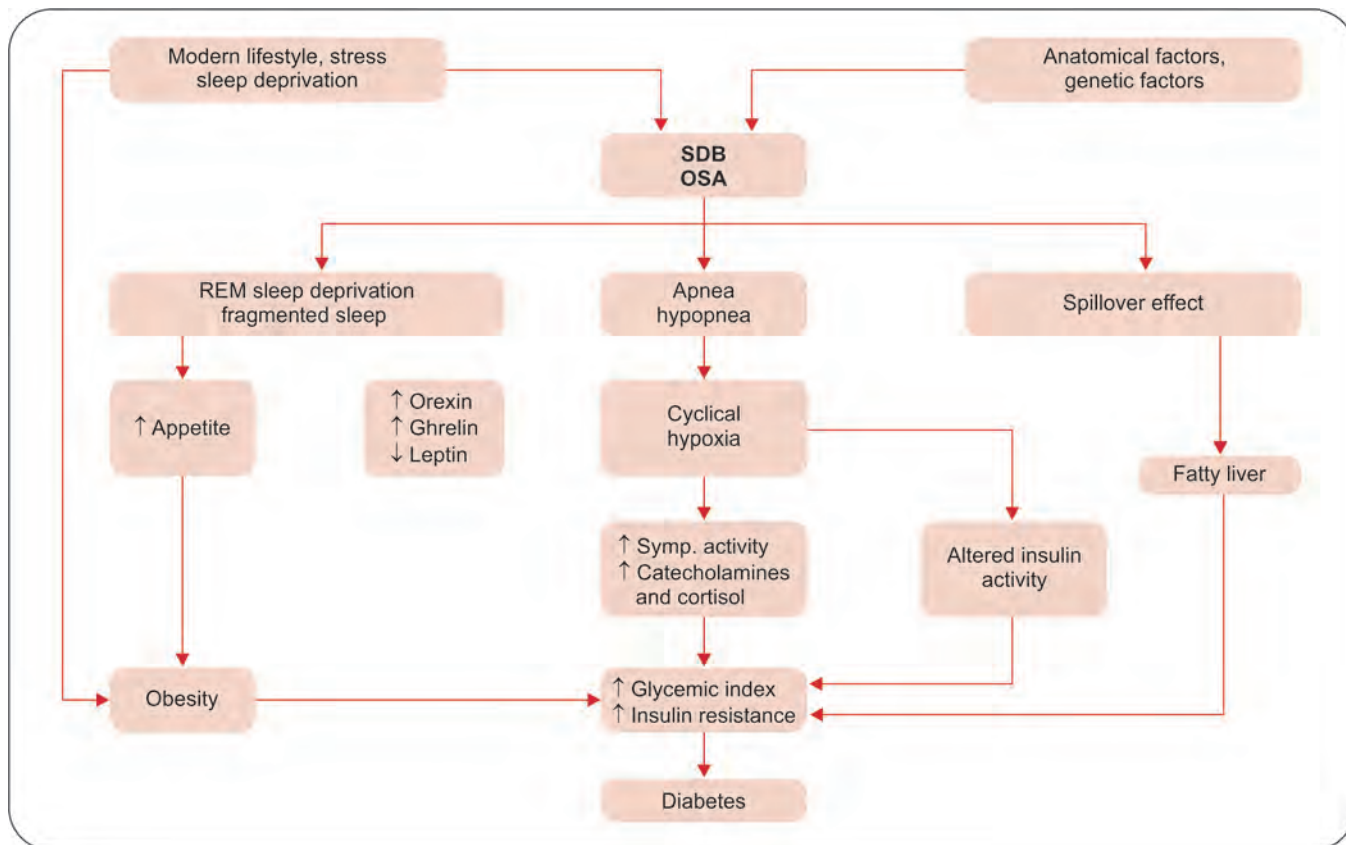 Modern lifestyle, stress
sleep deprivation
Anatomical factors,
genetic factors
SDB
OSA
REM sleep deprivation
fragmented sleep
Apnea
hypopnea
Spillover effect
↑ Appetite
↑ Orexin
↑ Ghrelin
↓ Leptin
Cyclical
hypoxia
Fatty liver
↑ Symp. activity
↑ Catecholamines
and cortisol
Altered insulin
activity
Obesity
↑ Glycemic index
↑ Insulin resistance
Diabetes